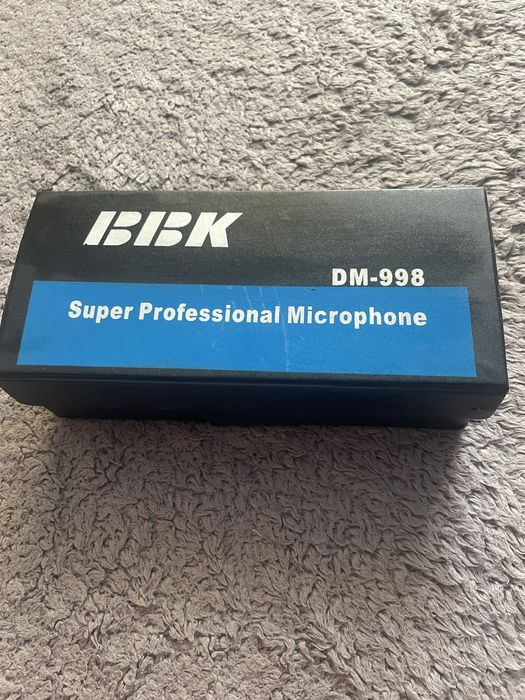 BBK
DM-998
Super Professional Microphone